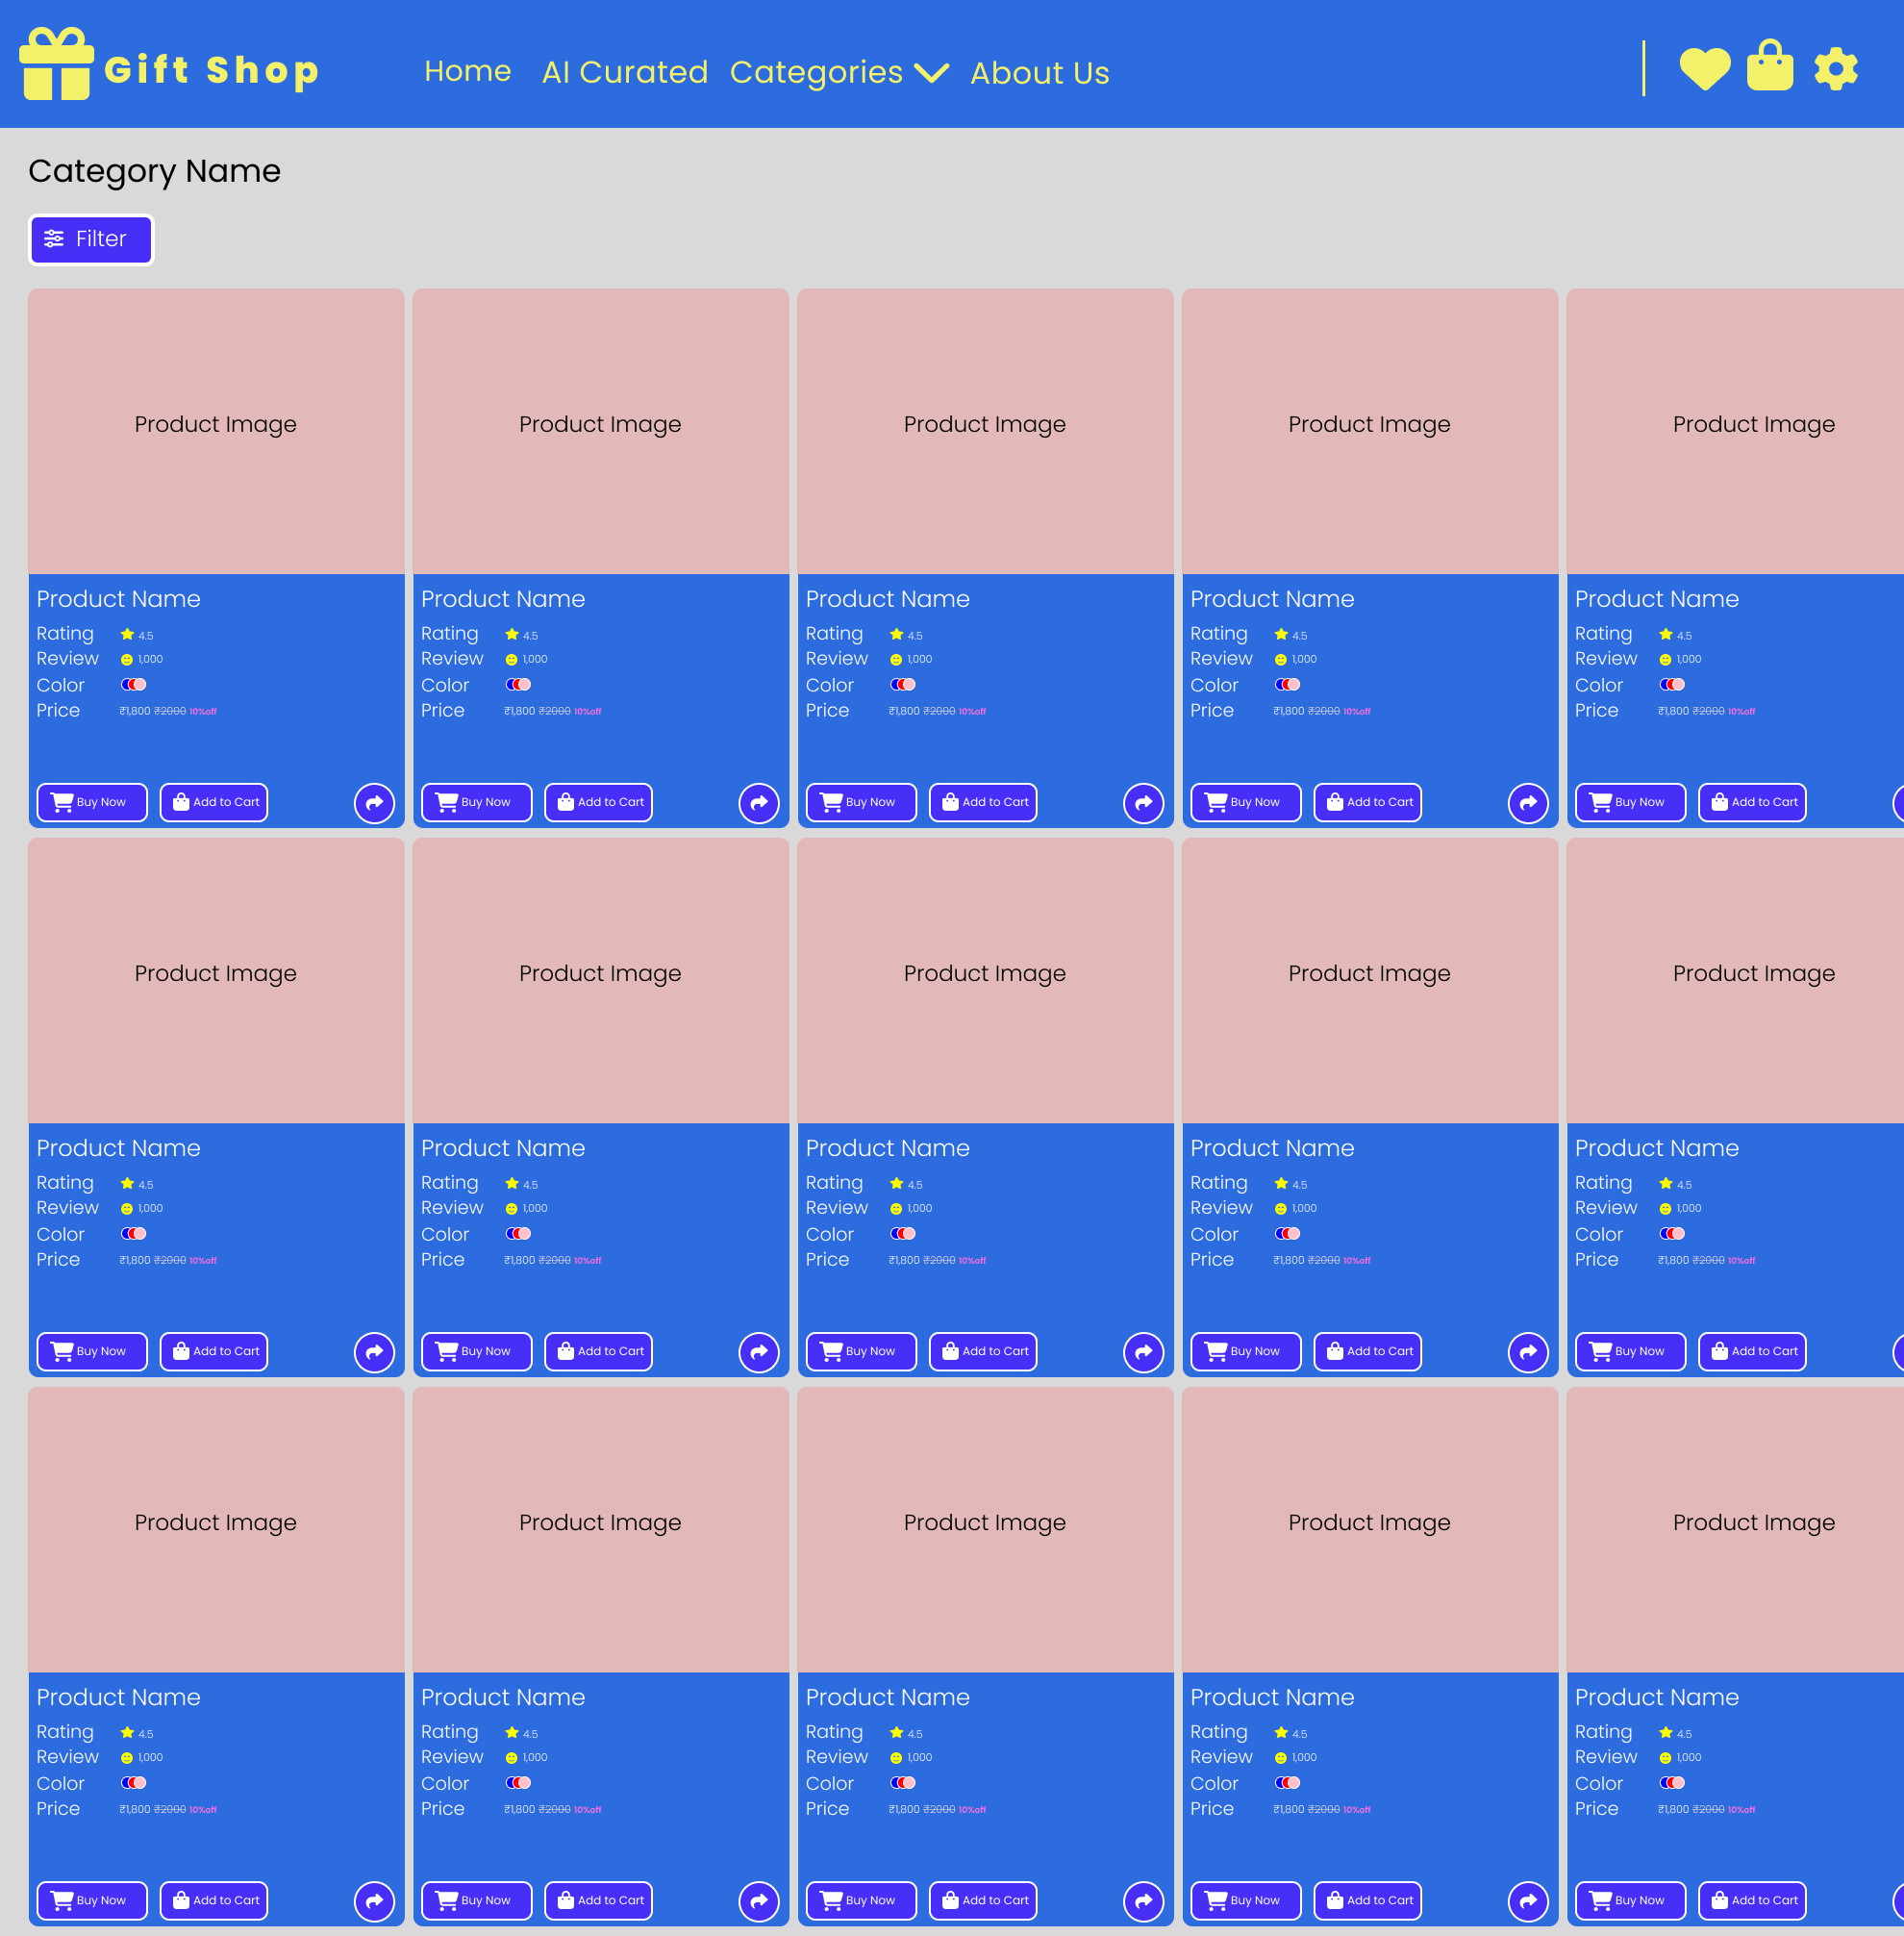 Gift Shop Home AI Curated Categories About Us
Category Name
Filter
Product Image Product Image Product Image Product Image Product Image
Product Name Product Name Product Name Product Name Product Name
Rating 4.5 Rating 4.5 Rating 4.5 Rating 4.5 Rating 4.5
Review 1,000 Review 1,000 Review 1,000 Review 1,000 Review 1,000
Color Color Color Color Color
Price ₹1,800 ₹2000 10%off Price ₹1,800 ₹2000 10%off Price ₹1,800 ₹2000 10%off Price ₹1,800 ₹2000 10%off Price ₹1,800 ₹2000 10%off
Buy Now Add to Cart Buy Now Add to Cart Buy Now Add to Cart Buy Now Add to Cart Buy Now Add to Cart
Product Image Product Image Product Image Product Image Product Image
Product Name Product Name Product Name Product Name Product Name
Rating 4.5 Rating 4.5 Rating 4.5 Rating 4.5 Rating 4.5
Review 1,000 Review 1,000 Review 1,000 Review 1,000 Review 1,000
Color Color Color Color Color
Price ₹1,800 ₹2000 10%off Price ₹1,800 ₹2000 10%off Price ₹1,800 ₹2000 10%off Price ₹1,800 ₹2000 10%off Price ₹1,800 ₹2000 10%off
Buy Now Add to Cart Buy Now Add to Cart Buy Now Add to Cart Buy Now Add to Cart Buy Now Add to Cart
Product Image Product Image Product Image Product Image Product Image
Product Name Product Name Product Name Product Name Product Name
Rating 4.5 Rating 4.5 Rating 4.5 Rating 4.5 Rating 4.5
Review 1,000 Review 1,000 Review 1,000 Review 1,000 Review 1,000
Color Color Color Color Color
Price ₹1,800 ₹2000 10%off Price ₹1,800 ₹2000 10%off Price ₹1,800 ₹2000 10%off Price ₹1,800 ₹2000 10%off Price ₹1,800 ₹2000 10%off
Buy Now Add to Cart Buy Now Add to Cart Buy Now Add to Cart Buy Now Add to Cart Buy Now Add to Cart